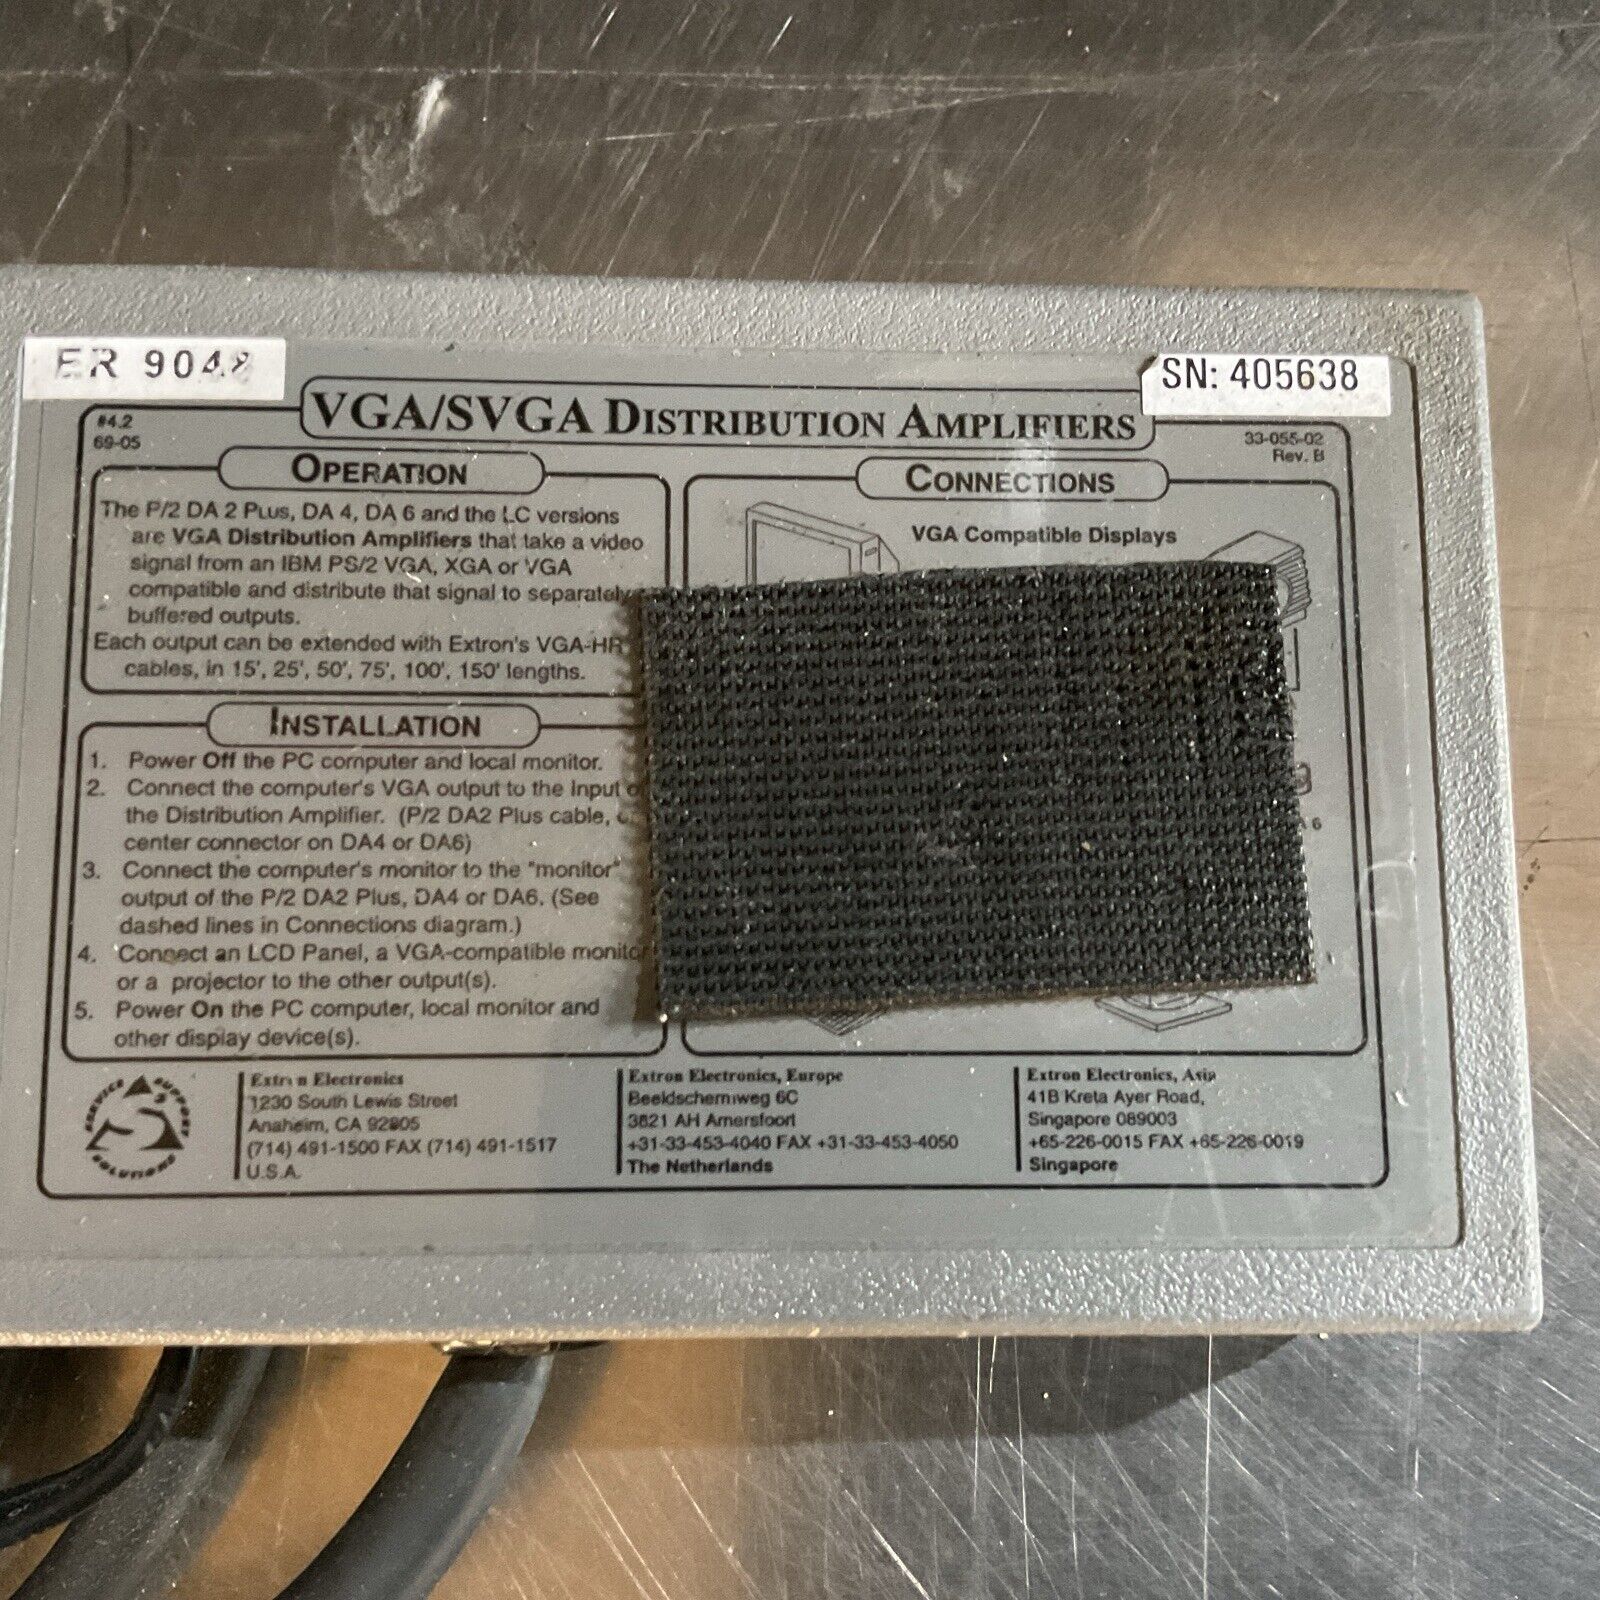 ER 9048
SN: 405638
#4.2
69-05
VGA/SVGA DISTRIBUTION AMPLIFIERS
33-055-02
Rev. B
OPERATION
The P/2 DA 2 PLUS, DA 4, DA 6 and the LC versions
are VGA Distribution Amplifiers that take a video
signal from an IBM PS/2 VGA, XGA or VGA
compatible and distribute that signal to separately
buffered outputs.
Each output can be extended with Extron's VGA-HR
cables, in 15', 25', 50', 75', 100', 150' lengths.
INSTALLATION
1. Power Off the PC computer and local monitor.
2. Connect the computer's VGA output to the Input
the Distribution Amplifier. (P/2 DA2 Plus cable,
center connector on DA4 or DA6)
3. Connect the computer's monitor to the "monitor"
output of the P/2 DA2 Plus, DA4 or DA6. (See
dashed lines in Connections diagram.)
4. Connect an LCD Panel, a VGA-compatible monitor
or a projector to the other output(s).
5. Power On the PC computer, local monitor and
other display device(s).
CONNECTIONS
VGA Compatible Displays
6
SERVICE SUPPORT SOLUTIONS
S3
Extron Electronics
1230 South Lewis Street
Anaheim, CA 92805
(714) 491-1500 FAX (714) 491-1517
U.S.A.
Extron Electronics, Europe
Beeldschermweg 6C
3821 AH Amersfoort
+31-33-453-4040 FAX +31-33-453-4050
The Netherlands
Extron Electronics, Asia
41B Kreta Ayer Road,
Singapore 089003
+65-226-0015 FAX +65-226-0019
Singapore